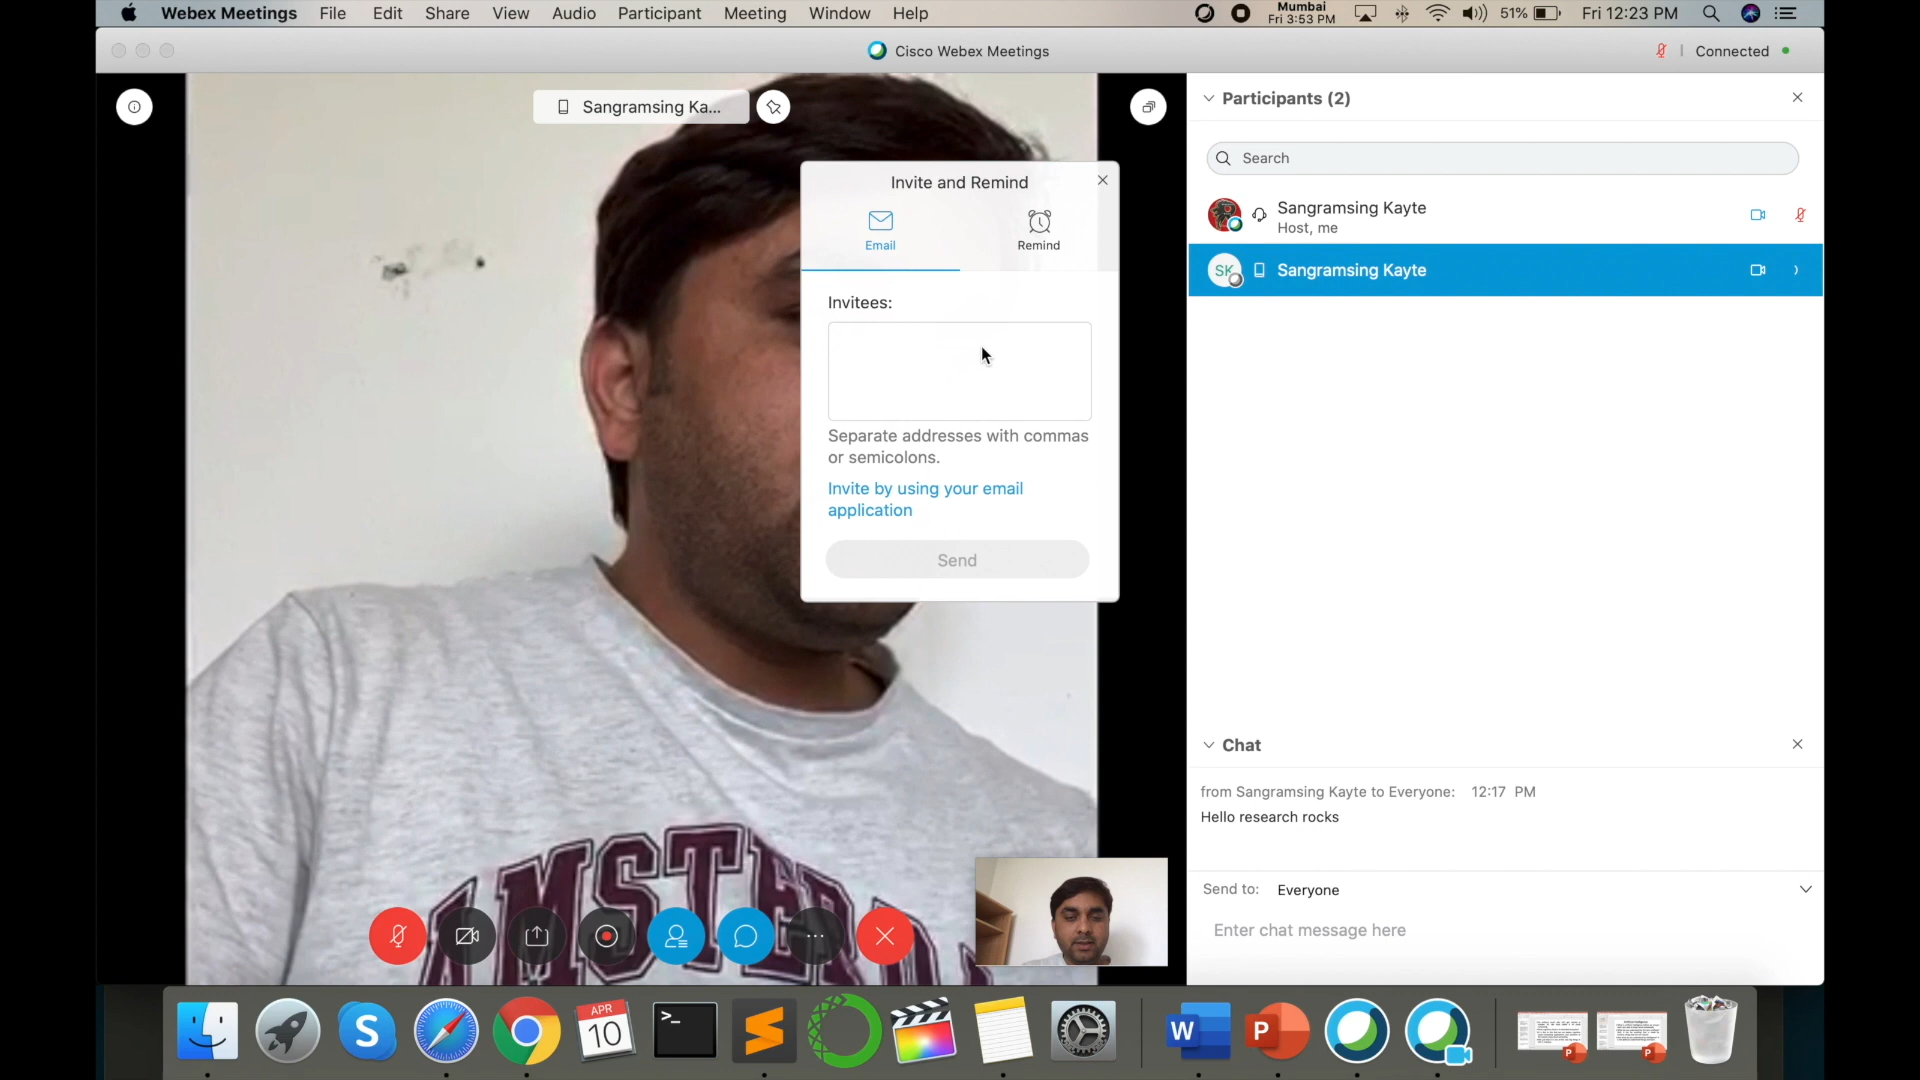 Webex Meetings File Edit Share View Audio Participant Meeting Window Help
Mumbai
Fri 3:53 PM
51%
Fri 12:23 PM
Cisco Webex Meetings
Connected
Sangramsing Ka...
Invite and Remind
Email
Remind
Invitees:
Separate addresses with commas
or semicolons.
Invite by using your email
application
Send
Participants (2)
Search
Sangramsing Kayte
Host, me
SK
Sangramsing Kayte
Chat
from Sangramsing Kayte to Everyone: 12:17 PM
Hello research rocks
Send to: Everyone
Enter chat message here
AMSTERDA
S
APR
10
>_
W
P
P
P